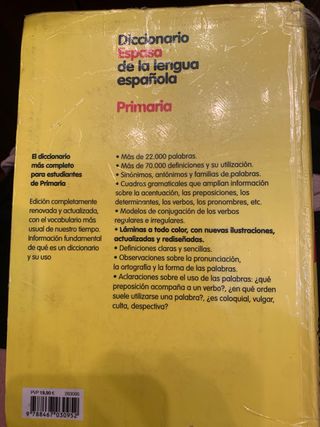 Diccionario
Espasa
de la lengua
española
Primaria
El diccionario
más completo
para estudiantes
de Primaria
Edición completamente
renovada y actualizada,
con el vocabulario más
usual de nuestro tiempo.
Información fundamental
de qué es un diccionario
y su uso
• Más de 22.000 palabras.
• Más de 70.000 definiciones y su utilización.
• Sinónimos, antónimos y familias de palabras.
• Cuadros gramaticales que amplían información
sobre la acentuación, las preposiciones, los
determinantes, los verbos, los pronombres, etc.
• Modelos de conjugación de los verbos
regulares e irregulares.
• Láminas a todo color, con nuevas ilustraciones,
actualizadas y rediseñadas.
• Definiciones claras y sencillas.
• Observaciones sobre la pronunciación,
la ortografía y la forma de las palabras.
• Aclaraciones sobre el uso de las palabras: ¿qué
preposición acompaña a un verbo?, ¿en qué orden
suele utilizarse una palabra?, ¿es coloquial, vulgar,
culta, despectiva?
PVP 19,90 €
9 788467 030952